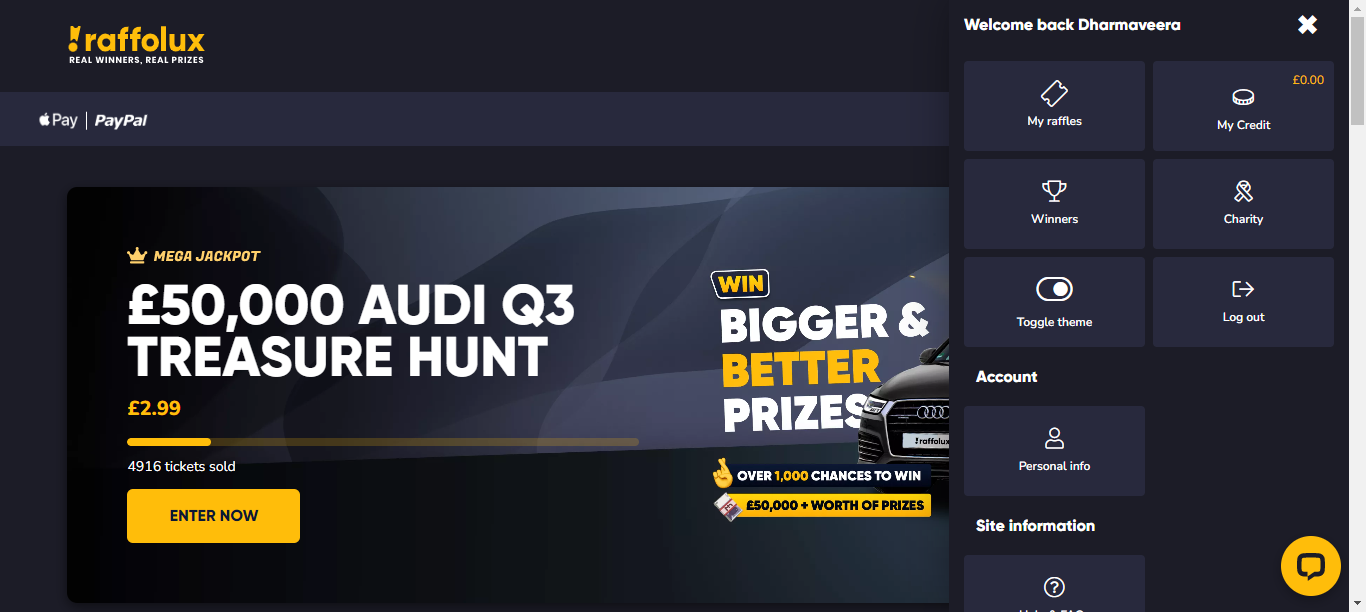 raffolux
REAL WINNERS, REAL PRIZES
Pay | PayPal
MEGA JACKPOT
£50,000 AUDI Q3
TREASURE HUNT
£2.99
4916 tickets sold
ENTER NOW
WIN
BIGGER &
BETTER
PRIZES
raffolux
OVER 1,000 CHANCES TO WIN
£50,000 + WORTH OF PRIZES
Welcome back Dharmaveera
My raffles
£0.00
My Credit
Winners
Charity
Toggle theme
Log out
Account
Personal info
Site information